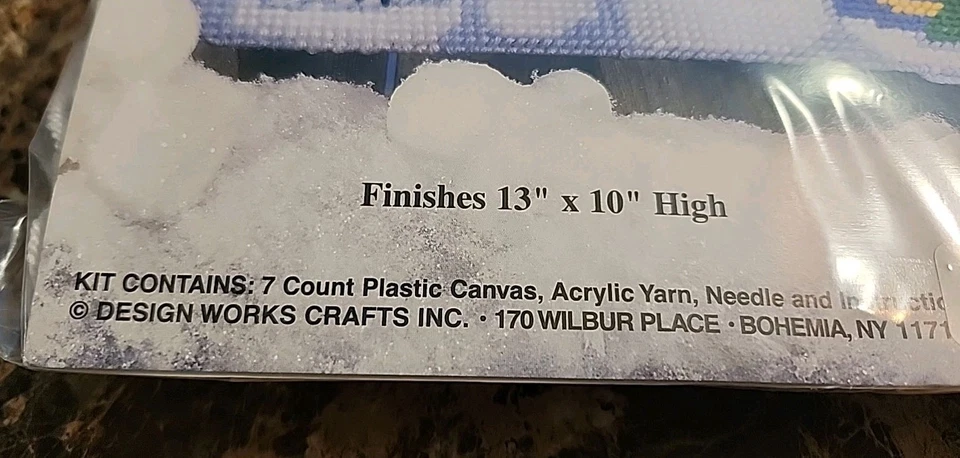 Finishes 13" x 10" High
KIT CONTAINS: 7 Count Plastic Canvas, Acrylic Yarn, Needle and
© DESIGN WORKS CRAFTS INC. • 170 WILBUR PLACE • BOHEMIA, NY 1171